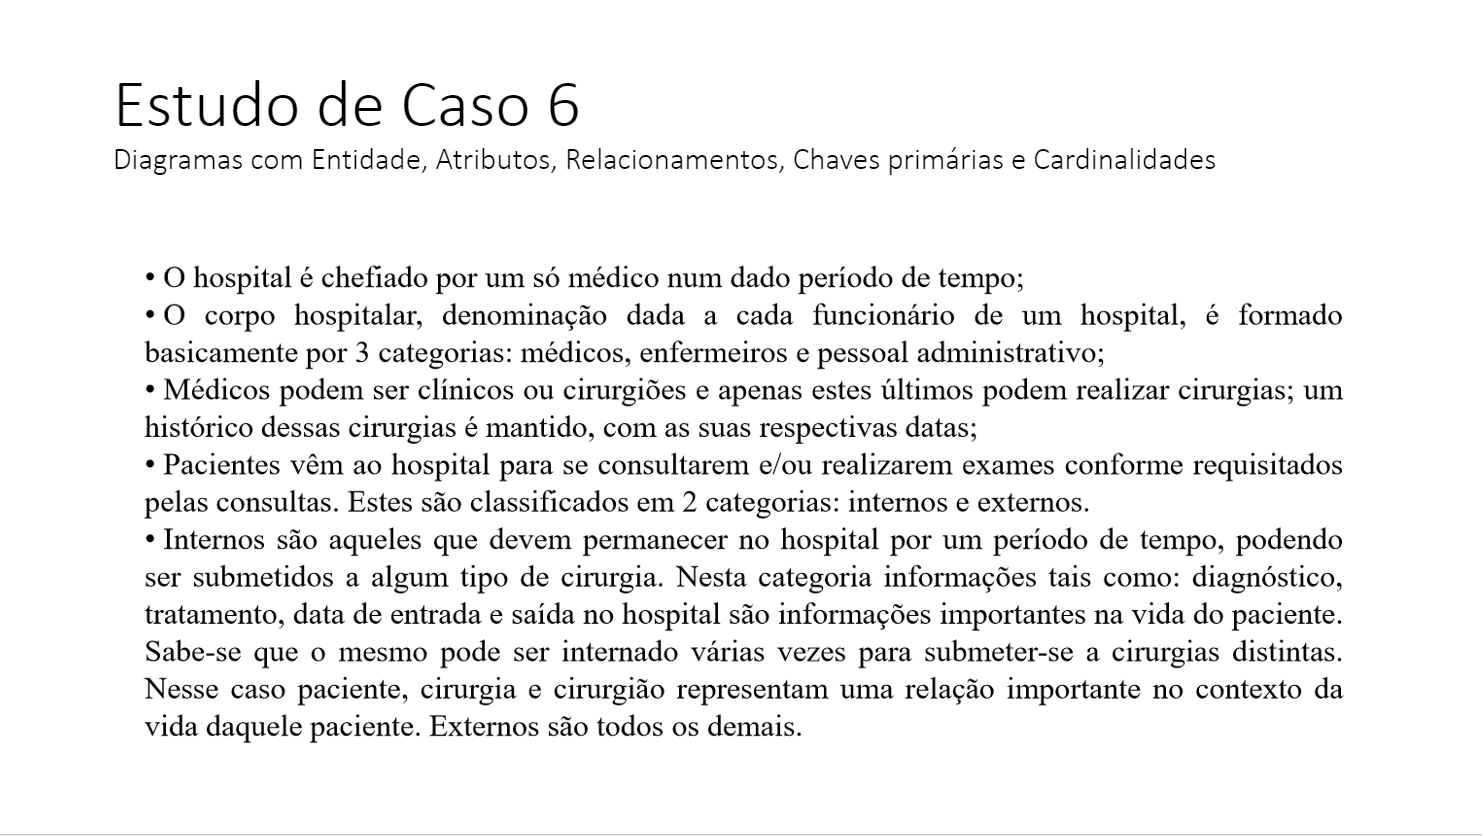 Estudo de Caso 6
Diagramas com Entidade, Atributos, Relacionamentos, Chaves primárias e Cardinalidades
• O hospital é chefiado por um só médico num dado período de tempo;
• O corpo hospitalar, denominação dada a cada funcionário de um hospital, é formado
basicamente por 3 categorias: médicos, enfermeiros e pessoal administrativo;
• Médicos podem ser clínicos ou cirurgiões e apenas estes últimos podem realizar cirurgias; um
histórico dessas cirurgias é mantido, com as suas respectivas datas;
• Pacientes vêm ao hospital para se consultarem e/ou realizarem exames conforme requisitados
pelas consultas. Estes são classificados em 2 categorias: internos e externos.
• Internos são aqueles que devem permanecer no hospital por um período de tempo, podendo
ser submetidos a algum tipo de cirurgia. Nesta categoria informações tais como: diagnóstico,
tratamento, data de entrada e saída no hospital são informações importantes na vida do paciente.
Sabe-se que o mesmo pode ser internado várias vezes para submeter-se a cirurgias distintas.
Nesse caso paciente, cirurgia e cirurgião representam uma relação importante no contexto da
vida daquele paciente. Externos são todos os demais.